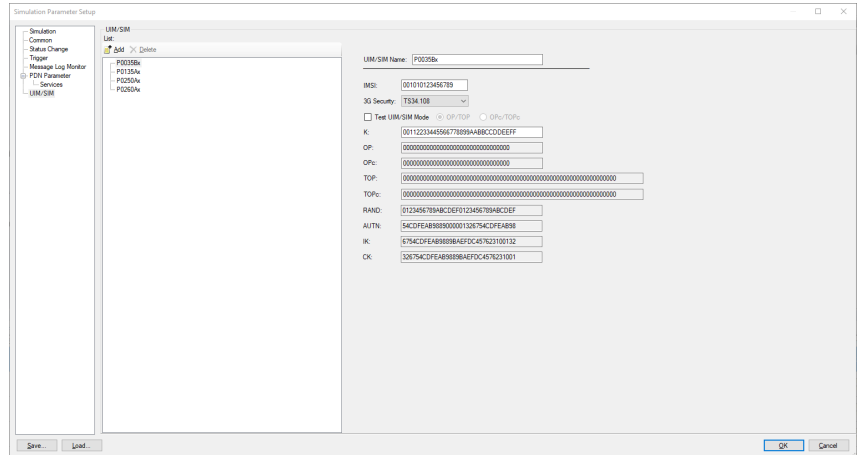 Simulation Parameter Setup
Simulation
Common
Status Change
Trigger
Message Log Monitor
PDN Parameter
Services
UIM/SIM
UIM/SIM
List:
Add Delete
P0035Bx
P0135Ax
P0250Ax
P0260Ax
UIM/SIM Name: P0035Bx
IMSI: 001010123456789
3G Security: TS34.108
Test UIM/SIM Mode OP/TOP OPc/TOPc
K: 00112233445566778899AABBCCDDEEFF
OP: 00000000000000000000000000000000
OPc: 00000000000000000000000000000000
TOP: 0000000000000000000000000000000000000000000000000000000000000000
TOPc: 0000000000000000000000000000000000000000000000000000000000000000
RAND: 0123456789ABCDEF0123456789ABCDEF
AUTN: 54CDFEAB9889000001326754CDFEAB98
IK: 6754CDFEAB9889BAEFDC457623100132
CK: 326754CDFEAB9889BAEFDC4576231001
Save... Load...
OK Cancel